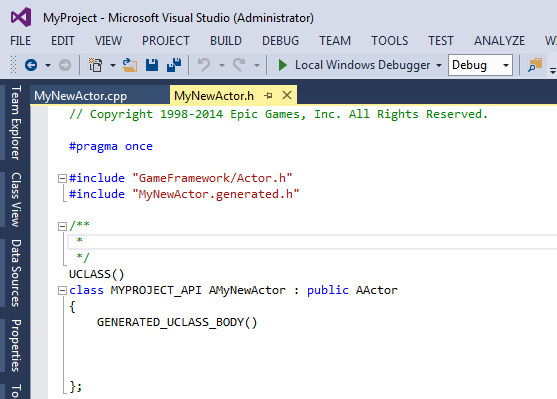 MyProject - Microsoft Visual Studio (Administrator)
FILE EDIT VIEW PROJECT BUILD DEBUG TEAM TOOLS TEST ANALYZE
Local Windows Debugger Debug
MyNewActor.cpp MyNewActor.h
// Copyright 1998-2014 Epic Games, Inc. All Rights Reserved.
#pragma once
#include "GameFramework/Actor.h"
#include "MyNewActor.generated.h"
/**
*
*/
UCLASS()
class MYPROJECT_API AMyNewActor : public AActor
{
GENERATED_UCLASS_BODY()
};
Team Explorer
Class View
Data Sources
Properties